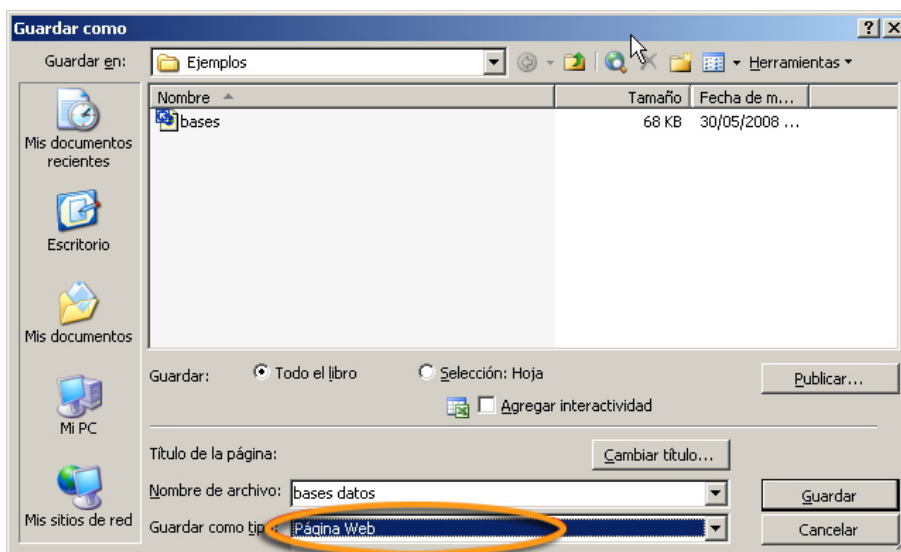 Guardar como
Guardar en: Ejemplos Herramientas
Nombre Tamaño Fecha de m...
bases 68 KB 30/05/2008 ...
Mis documentos
recientes
Escritorio
Mis documentos
Mi PC
Mis sitios de red
Guardar: Todo el libro Selección: Hoja Publicar...
Agregar interactividad
Título de la página: Cambiar título...
Nombre de archivo: bases datos Guardar
Guardar como tipo: Página Web Cancelar